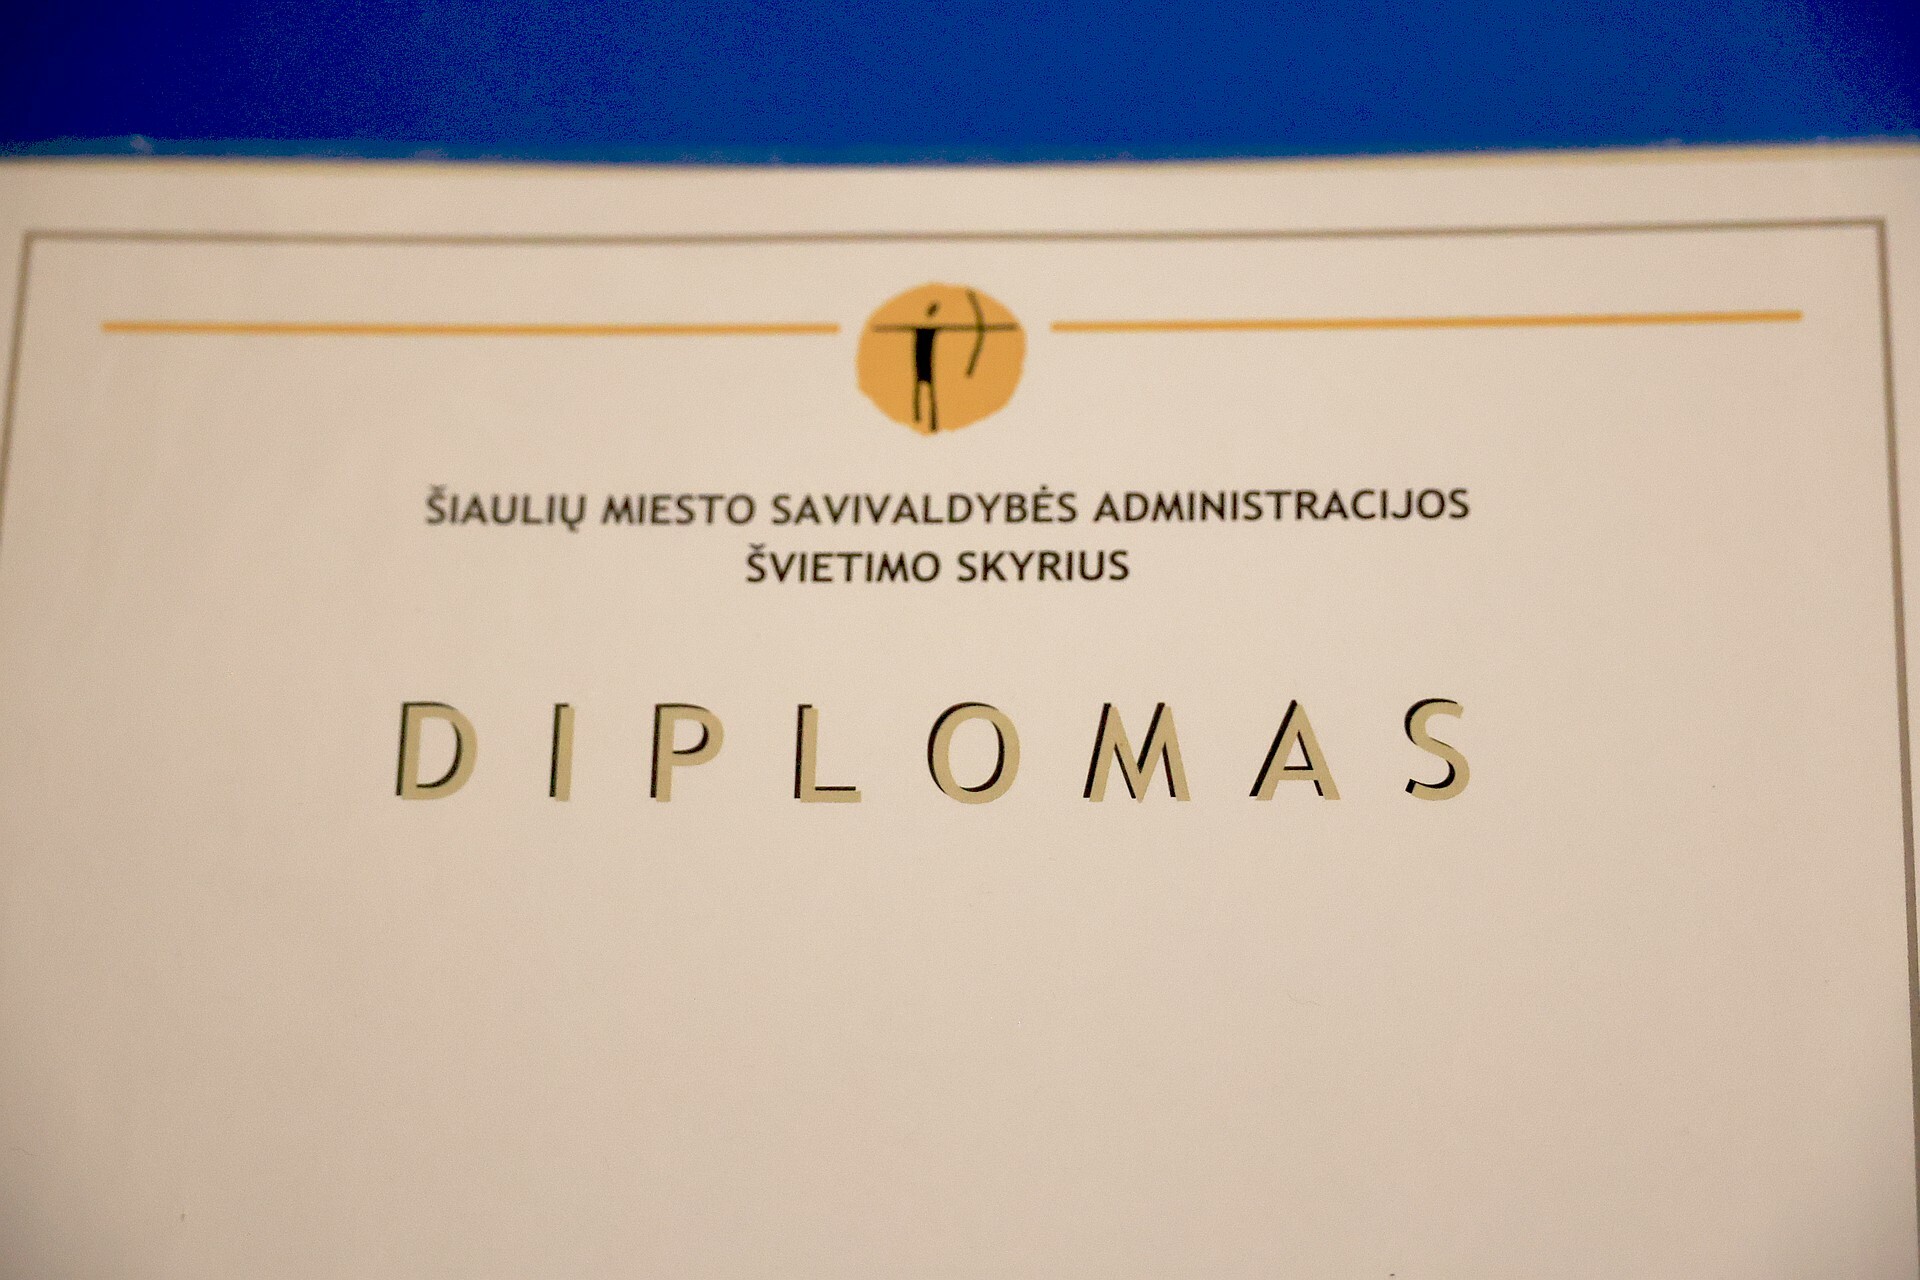 ŠIAULIŲ MIESTO SAVIVALDYBĖS ADMINISTRACIJOS
ŠVIETIMO SKYRIUS
DIPLOMAS